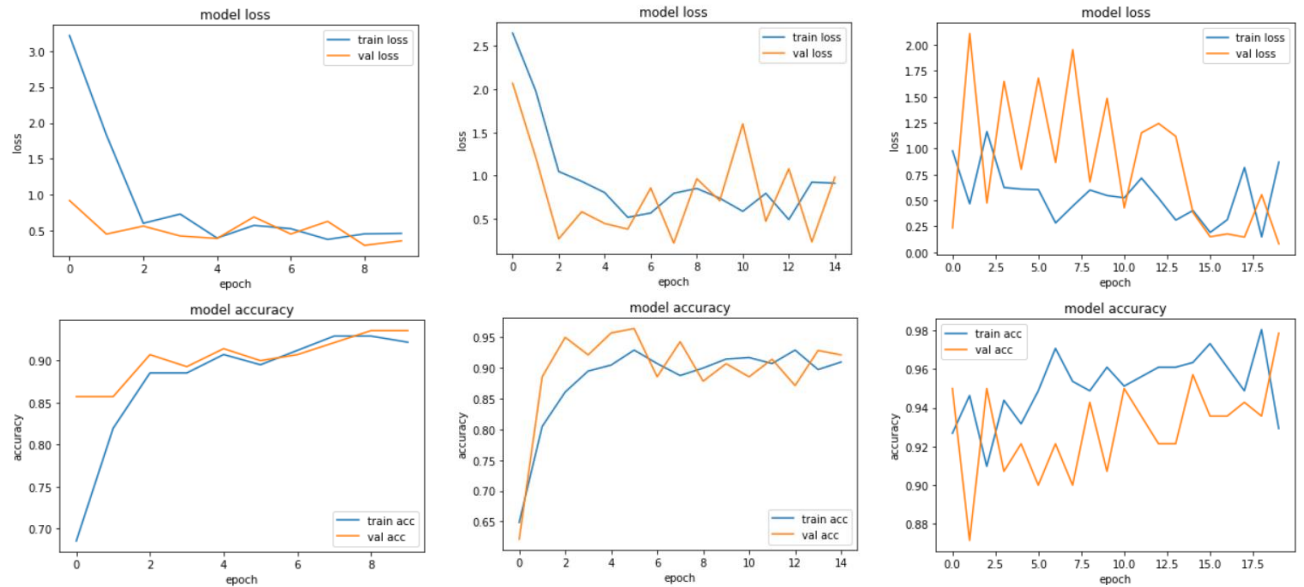 model loss
train loss
val loss
3.0
2.5
2.0
1.5
1.0
0.5
loss
0 2 4 6 8
epoch
model loss
train loss
val loss
2.5
2.0
1.5
1.0
0.5
loss
0 2 4 6 8 10 12 14
epoch
model loss
train loss
val loss
2.00
1.75
1.50
1.25
1.00
0.75
0.50
0.25
0.00
loss
0.0 2.5 5.0 7.5 10.0 12.5 15.0 17.5
epoch
model accuracy
0.90
0.85
0.80
0.75
0.70
accuracy
train acc
val acc
0 2 4 6 8
epoch
model accuracy
0.95
0.90
0.85
0.80
0.75
0.70
0.65
accuracy
train acc
val acc
0 2 4 6 8 10 12 14
epoch
model accuracy
train acc
val acc
0.98
0.96
0.94
0.92
0.90
0.88
accuracy
0.0 2.5 5.0 7.5 10.0 12.5 15.0 17.5
epoch